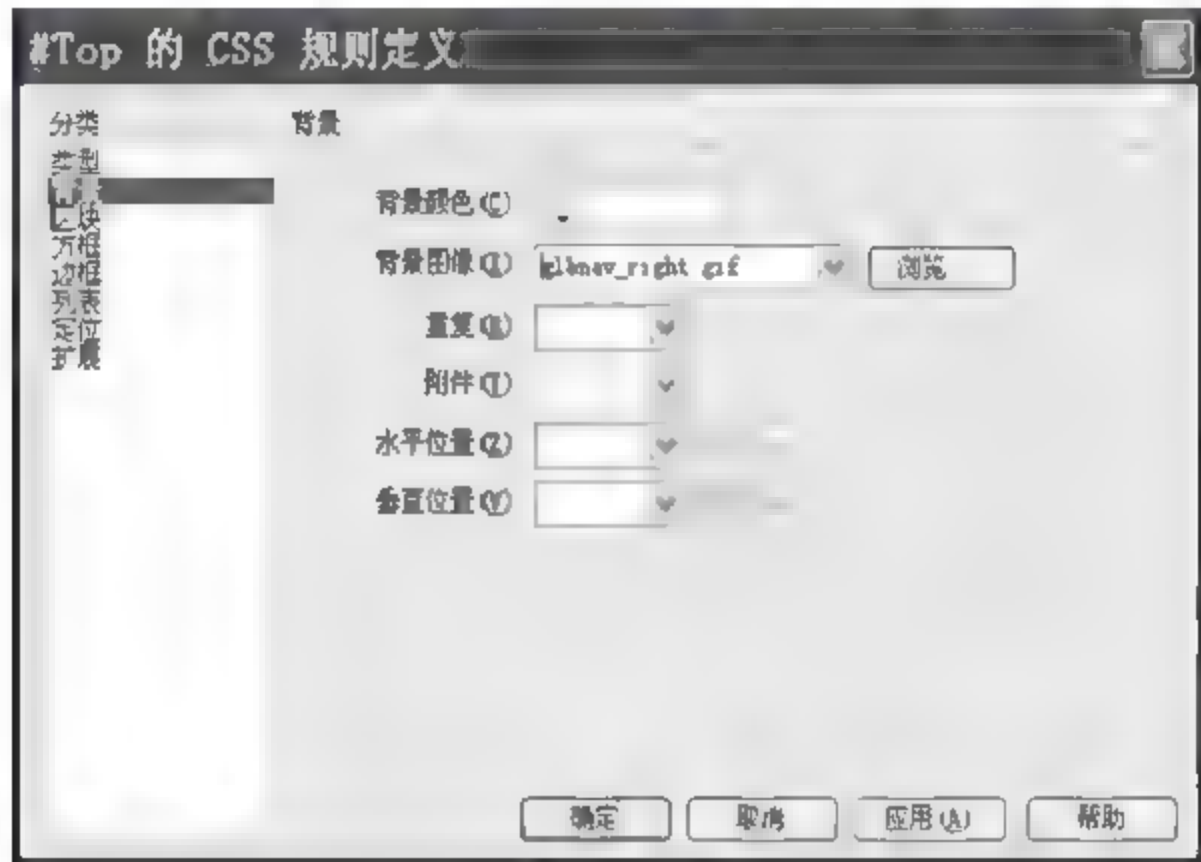 #Top 的 CSS 规则定义
分类
背景
类型
区块
方框
边框
列表
定位
扩展
背景颜色(C)
背景图像(I)
glbnav_right gif
浏览
重复(R)
附件(T)
水平位置(Z)
垂直位置(V)
确定
取消
应用(A)
帮助